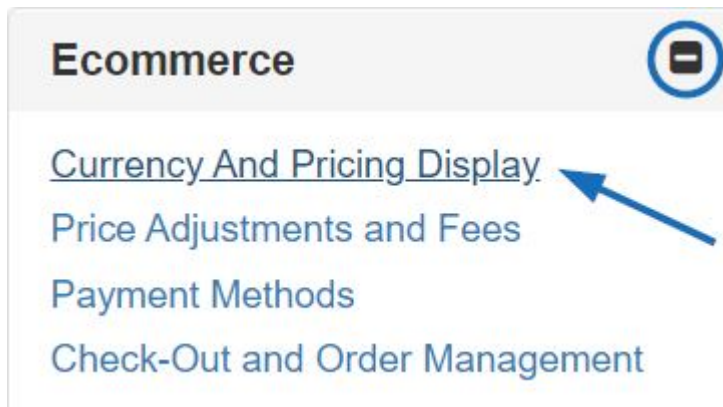 Ecommerce
Currency And Pricing Display
Price Adjustments and Fees
Payment Methods
Check-Out and Order Management